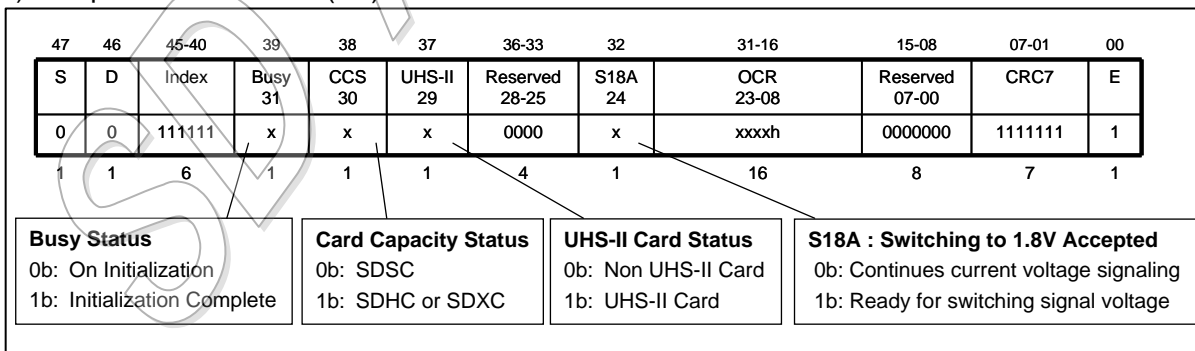 47 46 45-40 39 38 37 36-33 32 31-16 15-08 07-01 00
S D Index Busy CCS UHS-II Reserved S18A OCR Reserved CRC7 E
31 30 29 28-25 24 23-08 07-00
0 0 111111 x x x 0000 x xxxxh 0000000 1111111 1
1 1 6 1 1 1 4 1 16 8 7 1
Busy Status
0b: On Initialization
1b: Initialization Complete
Card Capacity Status
0b: SDSC
1b: SDHC or SDXC
UHS-II Card Status
0b: Non UHS-II Card
1b: UHS-II Card
S18A : Switching to 1.8V Accepted
0b: Continues current voltage signaling
1b: Ready for switching signal voltage